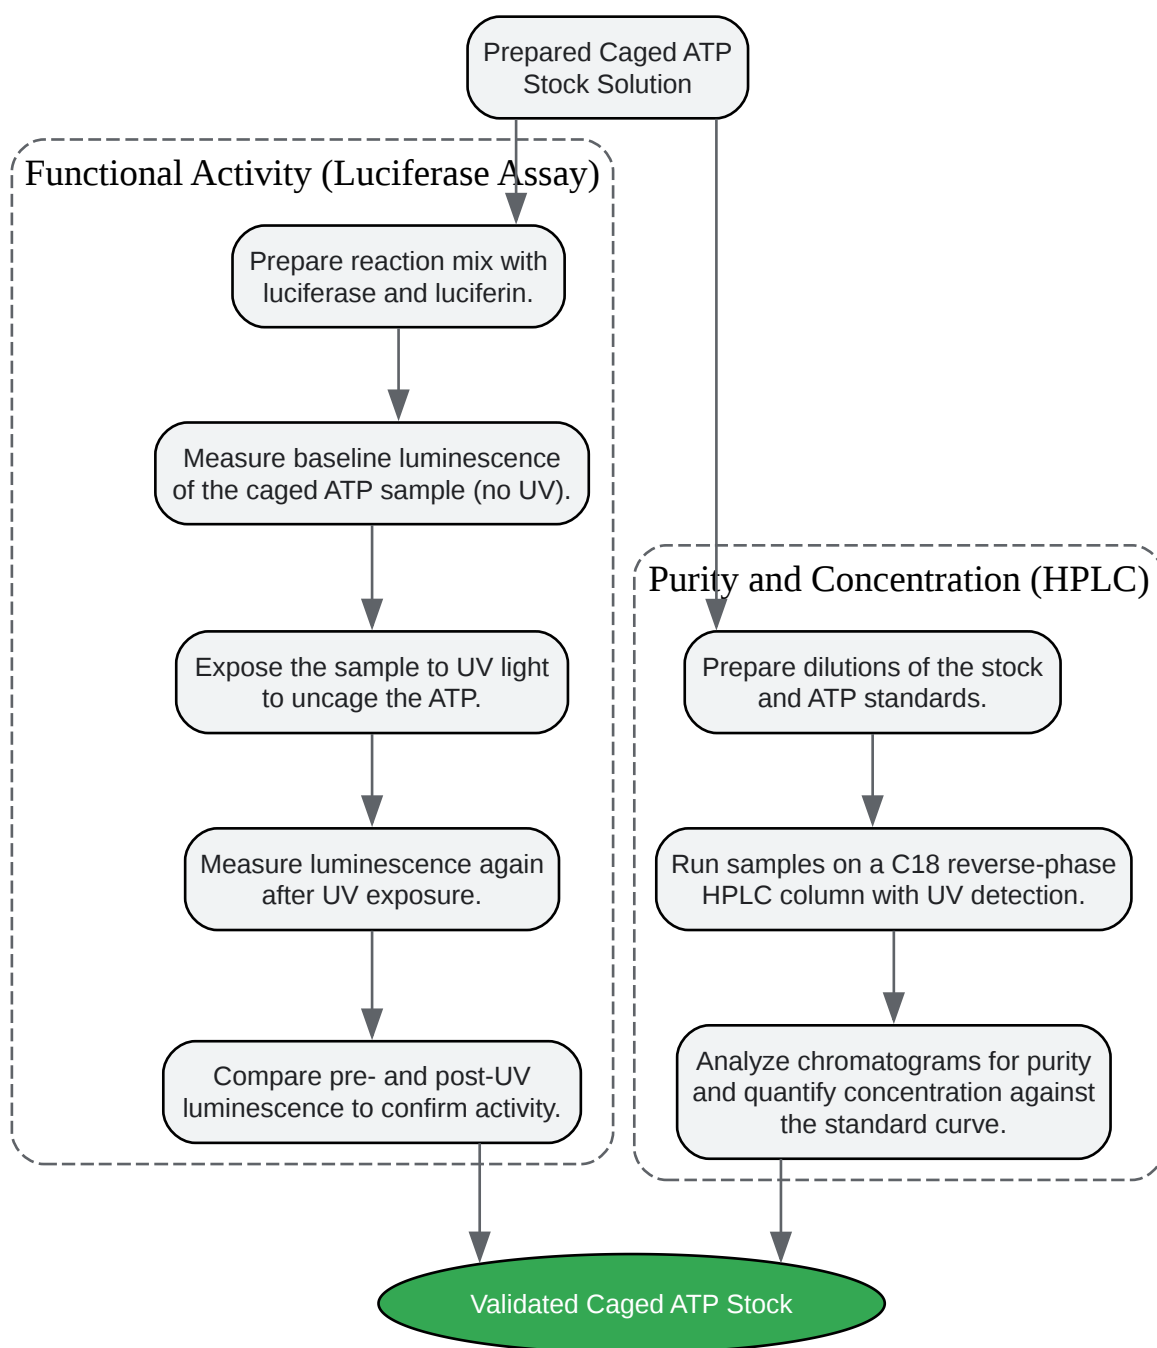 Prepared Caged ATP
Stock Solution
Functional Activity (Luciferase Assay)
Prepare reaction mix with
luciferase and luciferin.
Measure baseline luminescence
of the caged ATP sample (no UV).
Expose the sample to UV light
to uncage the ATP.
Measure luminescence again
after UV exposure.
Compare pre- and post-UV
luminescence to confirm activity.
Purity and Concentration (HPLC)
Prepare dilutions of the stock
and ATP standards.
Run samples on a C18 reverse-phase
HPLC column with UV detection.
Analyze chromatograms for purity
and quantify concentration against
the standard curve.
Validated Caged ATP Stock